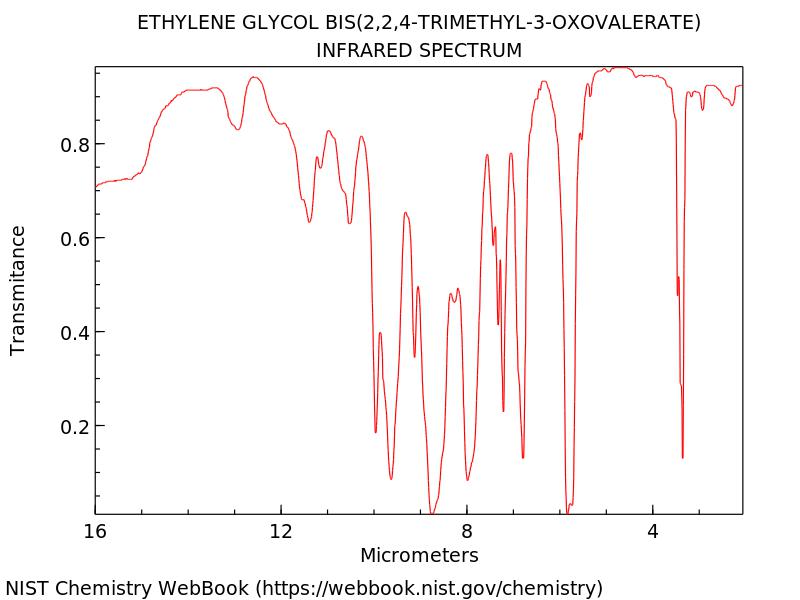 ETHYLENE GLYCOL BIS(2,2,4-TRIMETHYL-3-OXOVALERATE)
INFRARED SPECTRUM
0.8
0.6
0.4
0.2
Transmitance
16 12 8 4
Micrometers
NIST Chemistry WebBook (https://webbook.nist.gov/chemistry)